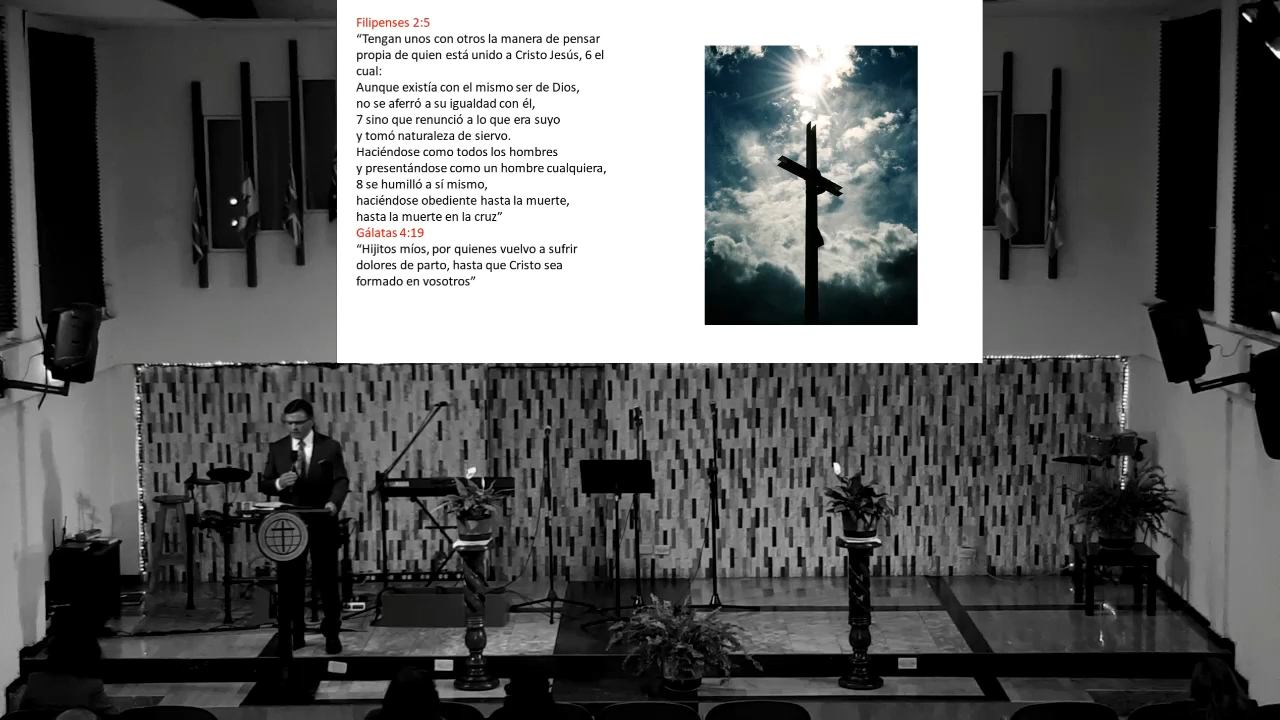 Filipenses 2:5
“Tengan unos con otros la manera de pensar
propia de quien está unido a Cristo Jesús, 6 el
cual:
Aunque existía con el mismo ser de Dios,
no se aferró a su igualdad con él,
7 sino que renunció a lo que era suyo
y tomó naturaleza de siervo.
Haciéndose como todos los hombres
y presentándose como un hombre cualquiera,
8 se humilló a sí mismo,
haciéndose obediente hasta la muerte,
hasta la muerte en la cruz”
Gálatas 4:19
“Hijitos míos, por quienes vuelvo a sufrir
dolores de parto, hasta que Cristo sea
formado en vosotros”